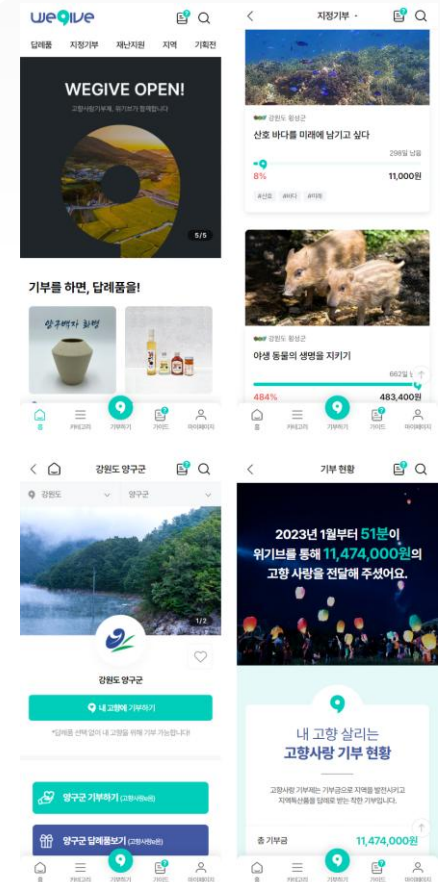 wegive
답례품 지정기부 재난지원 지역 기획전
WEGIVE OPEN!
고향사랑기부제, 위기브가 함께합니다
5/5
기부를 하면, 답례품을!
양구백자 화병
홈 카테고리 기부하기 가이드 마이페이지
지정기부
강원도 횡성군
산호 바다를 미래에 남기고 싶다
298일 남음
8% 11,000원
#산호 #바다 #미래
강원도 횡성군
야생 동물의 생명을 지키기
662일
484% 483,400원
홈 카테고리 기부하기 가이드 마이페이지
강원도 양구군
강원도 양구군
1/2
강원도 양구군
내 고향에 기부하기
*답례품 선택 없이 내 고향을 위해 기부 가능합니다!
양구군 기부하기 (고향사랑e음)
양구군 답례품보기 (고향사랑e음)
홈 카테고리 기부하기 가이드 마이페이지
기부 현황
2023년 1월부터 51분이
위기브를 통해 11,474,000원의
고향 사랑을 전달해 주셨어요.
내 고향 살리는
고향사랑 기부 현황
고향사랑 기부제는 기부금으로 지역을 발전시키고
지역특산품을 답례로 받는 착한 기부입니다.
총 기부금 11,474,000원
홈 카테고리 기부하기 가이드 마이페이지